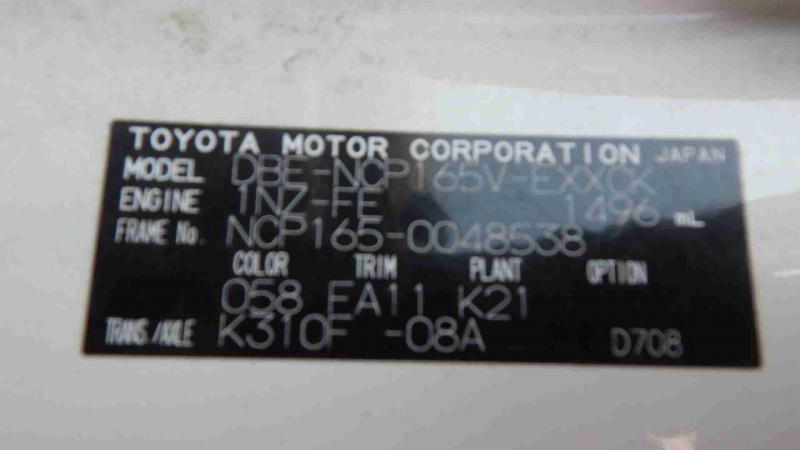 TOYOTA MOTOR CORPORATION JAPAN
MODEL DBE-NCP165V-EXXCK
ENGINE 1NZ-FE 1496 mL
FRAME No. NCP165-0048538
COLOR TRIM PLANT OPTION
058 EA11 K21
TRANS./AXLE K310F -08A D708